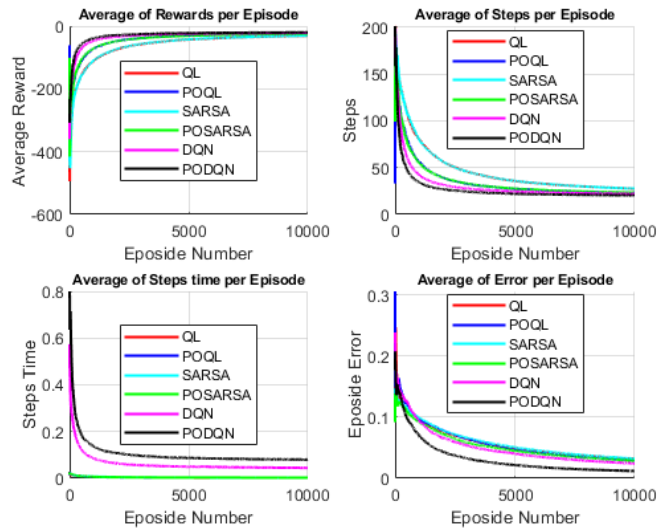 Average of Rewards per Episode
0
-200
-400
-600
Average Reward
QL
POQL
SARSA
POSARSA
DQN
PODQN
0
5000
10000
Eposide Number
Average of Steps per Episode
200
150
100
50
0
Steps
QL
POQL
SARSA
POSARSA
DQN
PODQN
0
5000
10000
Eposide Number
Average of Steps time per Episode
0.8
0.6
0.4
0.2
0
Steps Time
QL
POQL
SARSA
POSARSA
DQN
PODQN
0
5000
10000
Eposide Number
Average of Error per Episode
0.3
0.2
0.1
0
Eposide Error
QL
POQL
SARSA
POSARSA
DQN
PODQN
0
5000
10000
Eposide Number